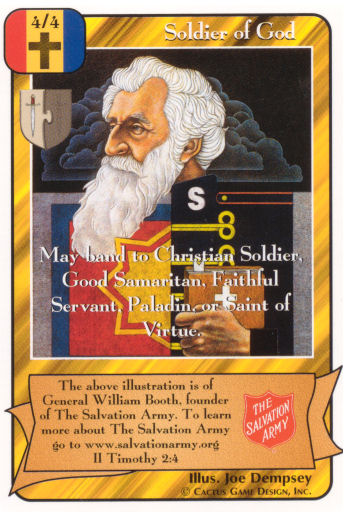 4/4
Soldier of God
S
May band to Christian Soldier,
Good Samaritan, Faithful
Servant, Paladin, or Saint of
Virtue.
The above illustration is of
General William Booth, founder
of The Salvation Army. To learn
more about The Salvation Army
go to www.salvationarmy.org
II Timothy 2:4
THE
SALVATION
ARMY
Illus. Joe Dempsey
© CACTUS GAME DESIGN, INC.